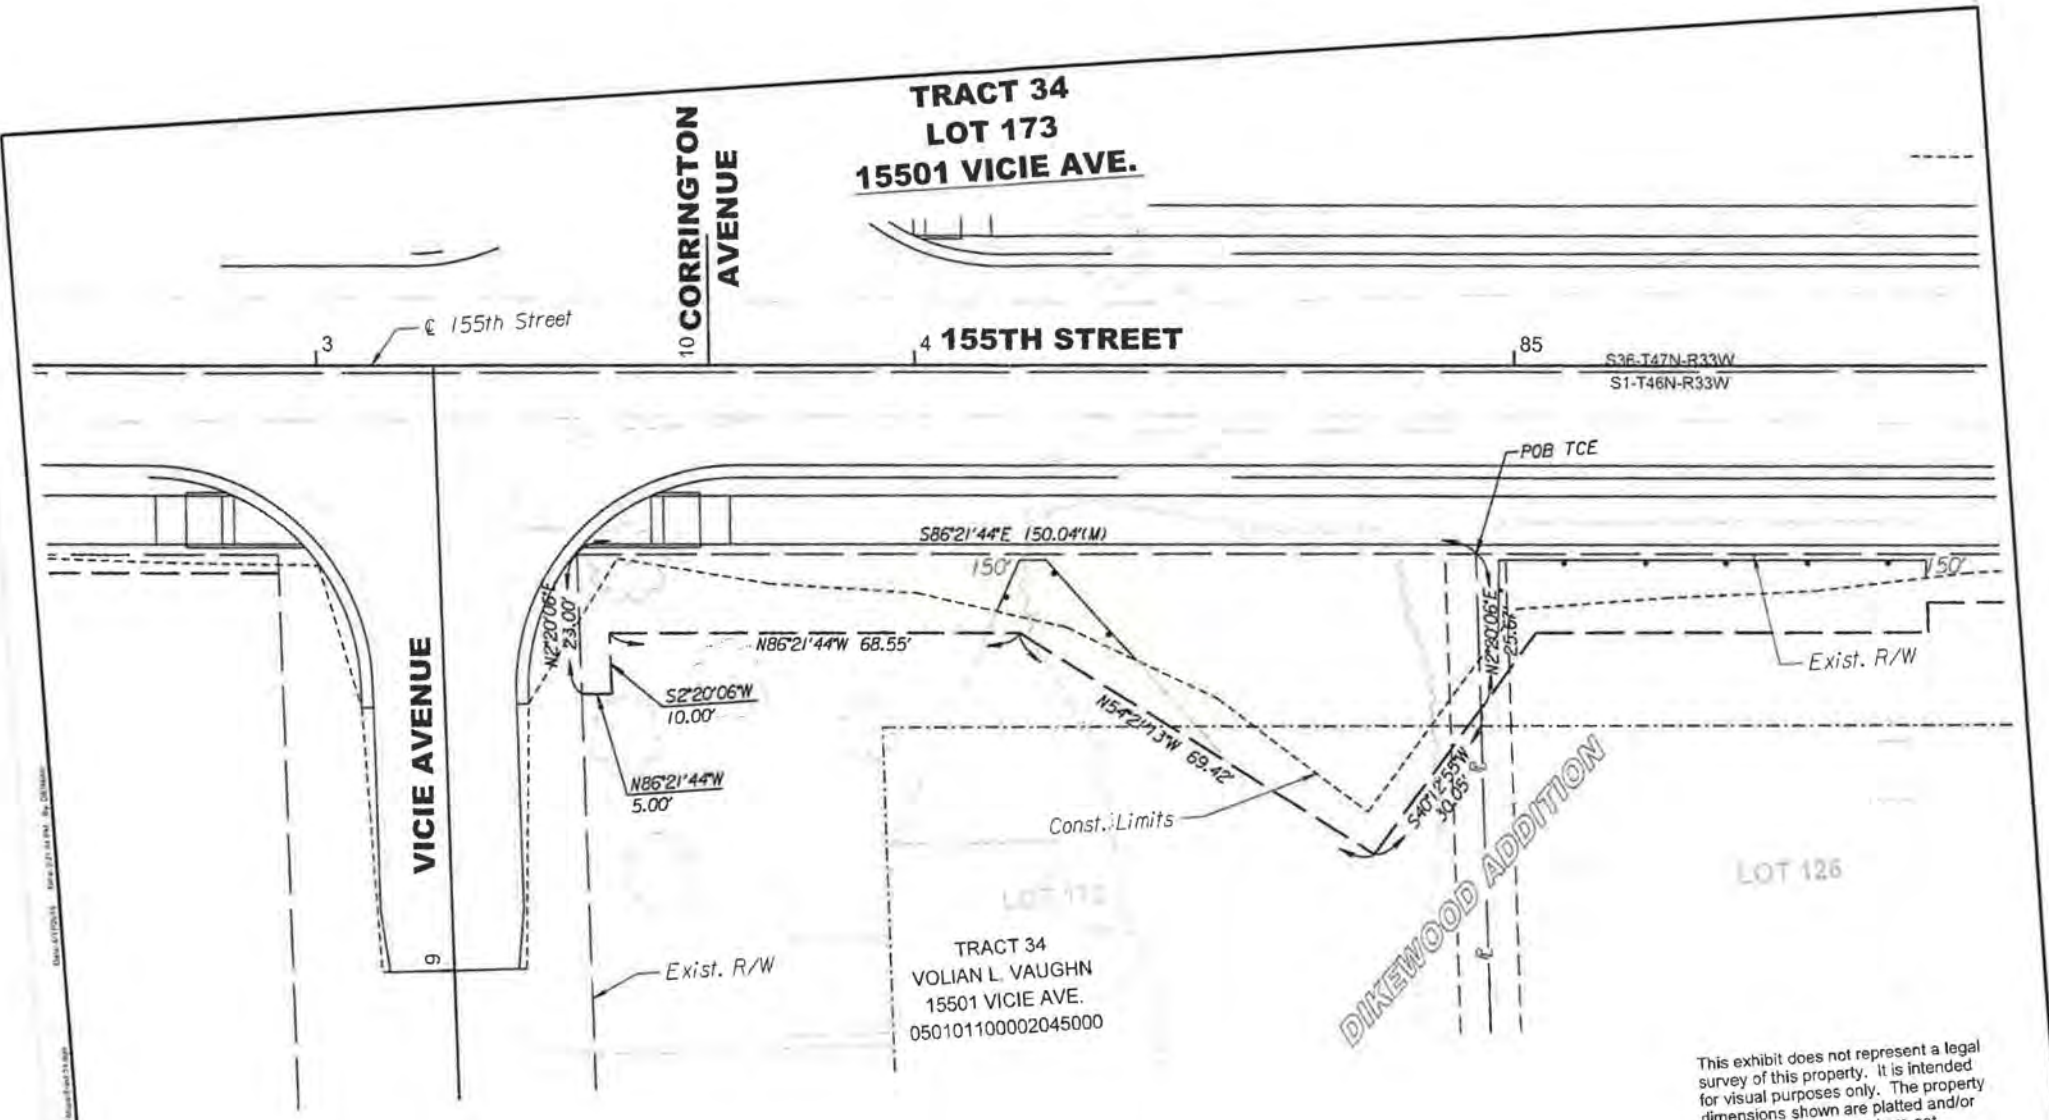 TRACT 34
LOT 173
15501 VICIE AVE.
10 CORRINGTON
AVENUE
℄ 155th Street
3
4 155TH STREET
85
S36-T47N-R33W
S1-T46N-R33W
POB TCE
S86°21'44"E 150.04'(M)
150'
150'
N2°20'06"E
23.00'
N86°21'44"W 68.55'
N2°20'06"E
25.67'
Exist. R/W
S2°20'06"W
10.00'
N54°21'13"W 69.42'
N86°21'44"W
5.00'
S40°12'55"W
30.05'
VICIE AVENUE
Const. Limits
DIKEWOOD ADDITION
LOT 126
9
Exist. R/W
TRACT 34
VOLIAN L. VAUGHN
15501 VICIE AVE.
050101100002045000
℄
℄
This exhibit does not represent a legal
survey of this property. It is intended
for visual purposes only. The property
dimensions shown are platted and/or